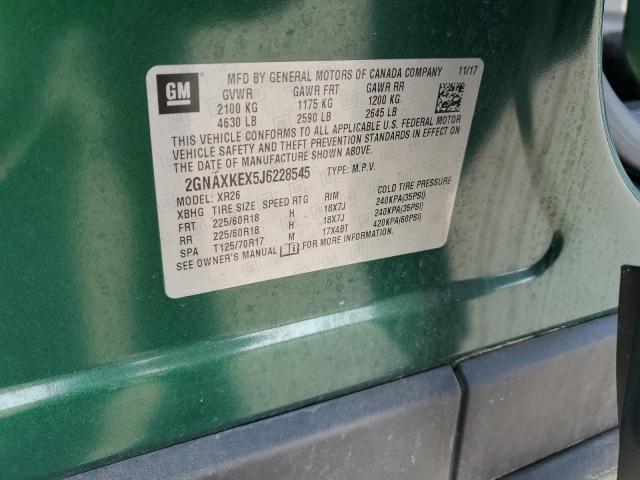 GM
MFD BY GENERAL MOTORS OF CANADA COMPANY 11/17
GVWR GAWR FRT GAWR RR
2100 KG 1175 KG 1200 KG
4630 LB 2590 LB 2645 LB
THIS VEHICLE CONFORMS TO ALL APPLICABLE U.S. FEDERAL MOTOR
VEHICLE SAFETY AND THEFT PREVENTION STANDARDS IN EFFECT ON
THE DATE OF MANUFACTURE SHOWN ABOVE.
2GNAXKEX5J6228545 TYPE: M.P.V.
MODEL: XR26
XBHG TIRE SIZE SPEED RTG RIM COLD TIRE PRESSURE
FRT 225/60R18 H 18X7J 240KPA(35PSI)
RR 225/60R18 H 18X7J 240KPA(35PSI)
SPA T125/70R17 M 17X4BT 420KPA(60PSI)
SEE OWNER'S MANUAL FOR MORE INFORMATION.